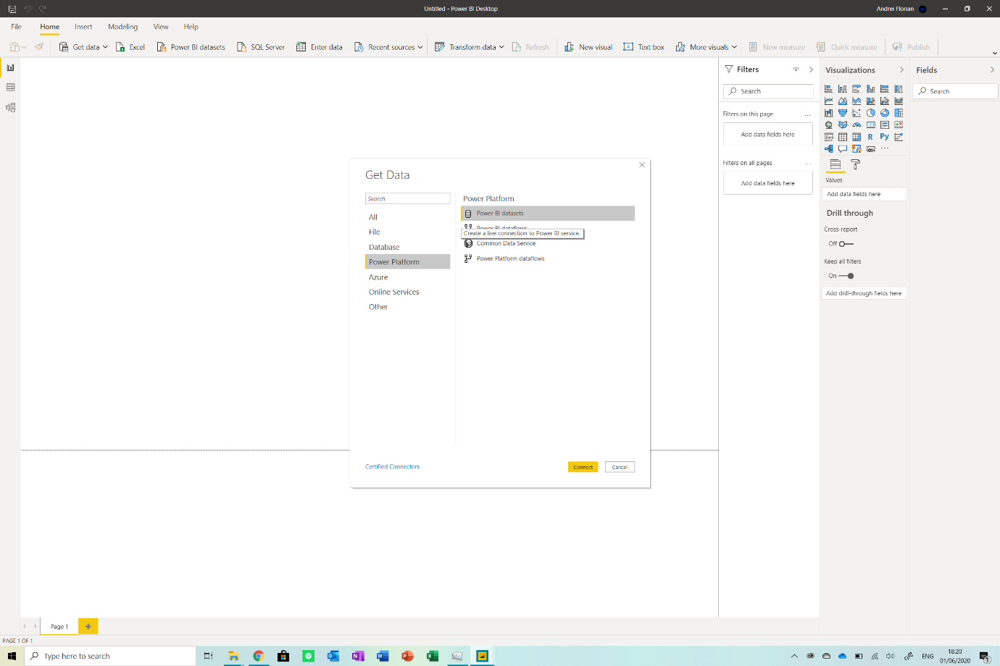 Untitled - Power BI Desktop
Andrei Florian
File Home Insert Modeling View Help
Get data Excel Power BI datasets SQL Server Enter data Recent sources Transform data Refresh New visual Text box More visuals New measure Quick measure Publish
Filters
Search
Filters on this page
Add data fields here
Filters on all pages
Add data fields here
Visualizations
R Py
Values
Add data fields here
Drill through
Cross-report
Off
Keep all filters
On
Add drill-through fields here
Fields
Search
Get Data
Search
All
File
Database
Power Platform
Azure
Online Services
Other
Power Platform
Power BI datasets
Power BI dataflows
Create a live connection to Power BI service.
Common Data Service
Power Platform dataflows
Certified Connectors
Connect
Cancel
Page 1
PAGE 1 OF 1
Type here to search
ENG
18:20
01/06/2020